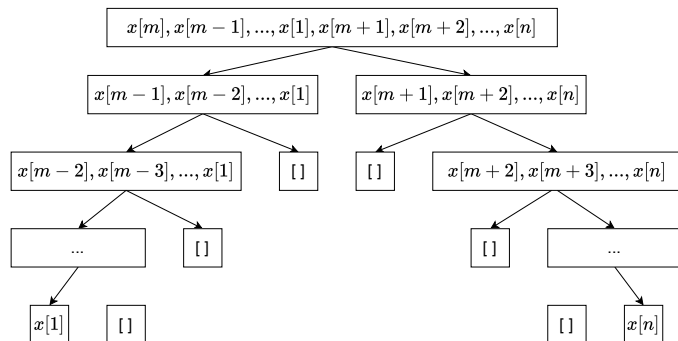 x[m], x[m − 1], ..., x[1], x[m + 1], x[m + 2], ..., x[n]
x[m − 1], x[m − 2], ..., x[1]
x[m + 1], x[m + 2], ..., x[n]
x[m − 2], x[m − 3], ..., x[1]
[ ]
[ ]
x[m + 2], x[m + 3], ..., x[n]
...
[ ]
[ ]
...
x[1]
[ ]
[ ]
x[n]